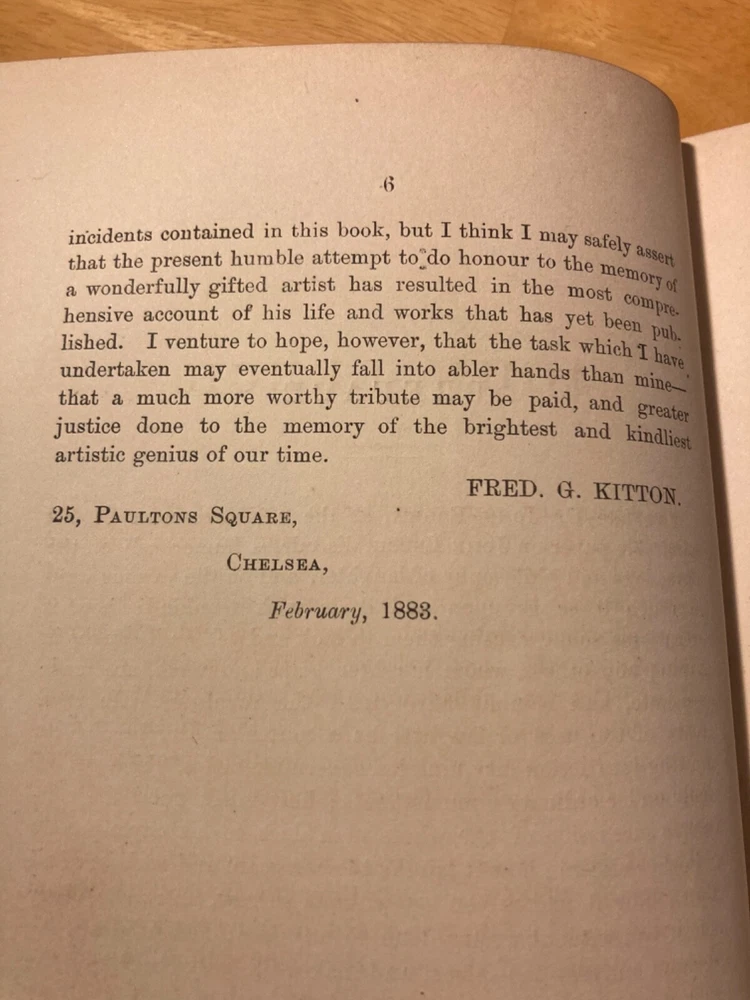 6
incidents contained in this book, but I think I may safely assert
that the present humble attempt to do honour to the memory of
a wonderfully gifted artist has resulted in the most compre-
hensive account of his life and works that has yet been pub-
lished. I venture to hope, however, that the task which I have
undertaken may eventually fall into abler hands than mine—
that a much more worthy tribute may be paid, and greater
justice done to the memory of the brightest and kindliest
artistic genius of our time.
FRED. G. KITTON.
25, PAULTONS SQUARE,
CHELSEA,
February, 1883.